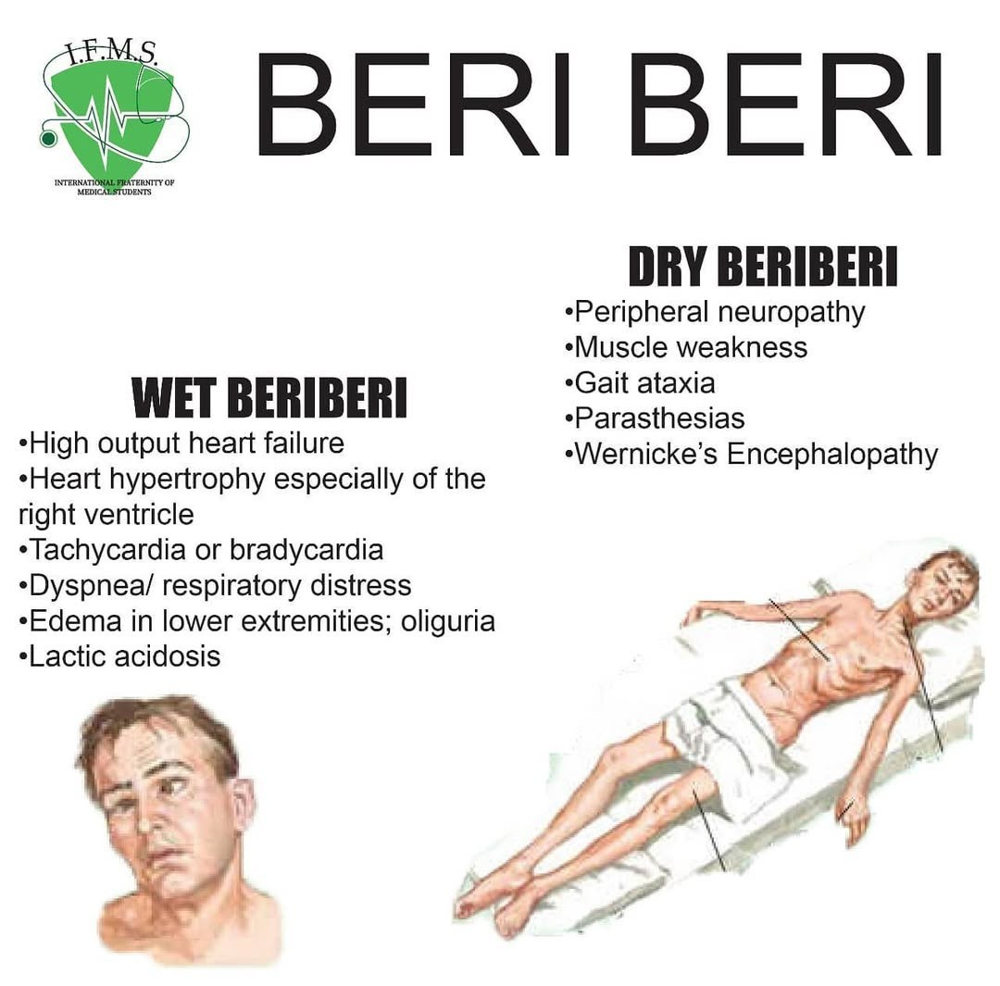 I.F.M.S.
INTERNATIONAL FRATERNITY OF
MEDICAL STUDENTS
BERI BERI
DRY BERIBERI
•Peripheral neuropathy
•Muscle weakness
•Gait ataxia
•Parasthesias
•Wernicke’s Encephalopathy
WET BERIBERI
•High output heart failure
•Heart hypertrophy especially of the
right ventricle
•Tachycardia or bradycardia
•Dyspnea/ respiratory distress
•Edema in lower extremities; oliguria
•Lactic acidosis